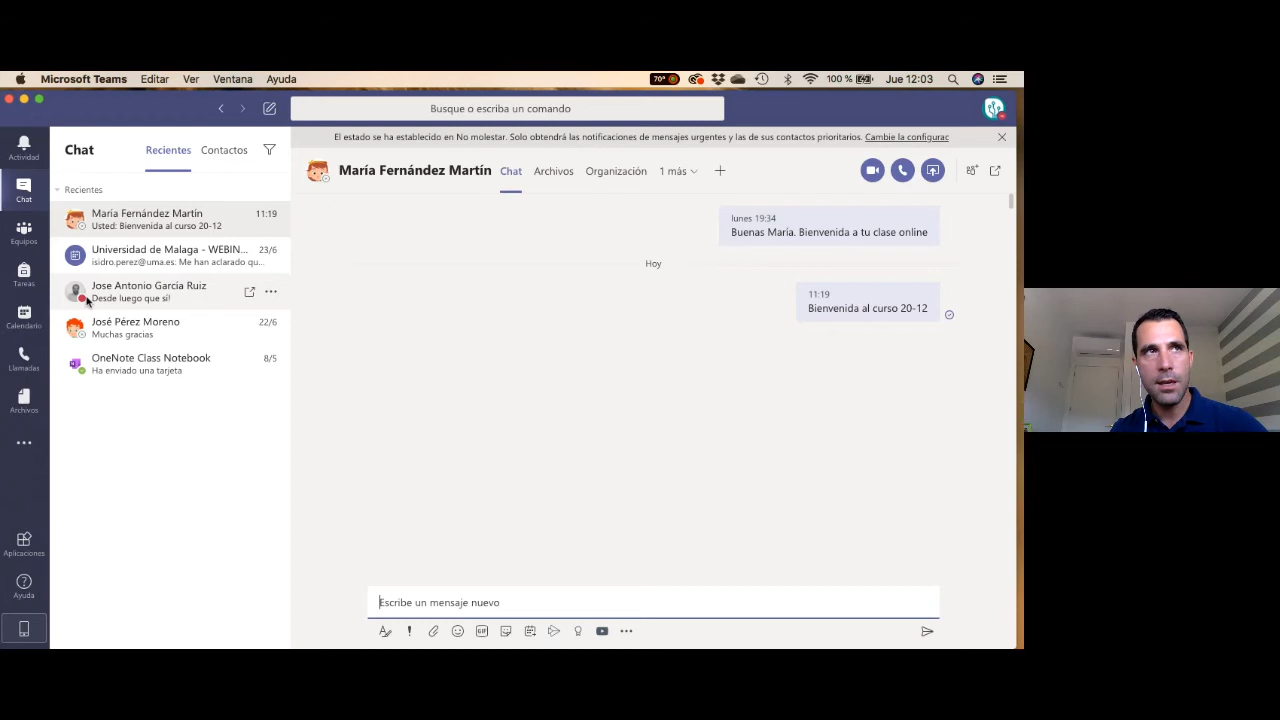 Microsoft Teams Editar Ver Ventana Ayuda 70° 100 % Jue 12:03
Busque o escriba un comando
El estado se ha establecido en No molestar. Solo obtendrá las notificaciones de mensajes urgentes y las de sus contactos prioritarios. Cambie la configurac
Actividad
Chat
Equipos
Tareas
Calendario
Llamadas
Archivos
Aplicaciones
Ayuda
Chat Recientes Contactos
Recientes
María Fernández Martín 11:19
Usted: Bienvenida al curso 20-12
Universidad de Malaga - WEBIN... 23/6
isidro.perez@uma.es: Me han aclarado qu...
Jose Antonio Garcia Ruiz
Desde luego que sí!
José Pérez Moreno 22/6
Muchas gracias
OneNote Class Notebook 8/5
Ha enviado una tarjeta
María Fernández Martín Chat Archivos Organización 1 más
lunes 19:34
Buenas Maria. Bienvenida a tu clase online
Hoy
11:19
Bienvenida al curso 20-12
Escribe un mensaje nuevo
GIF